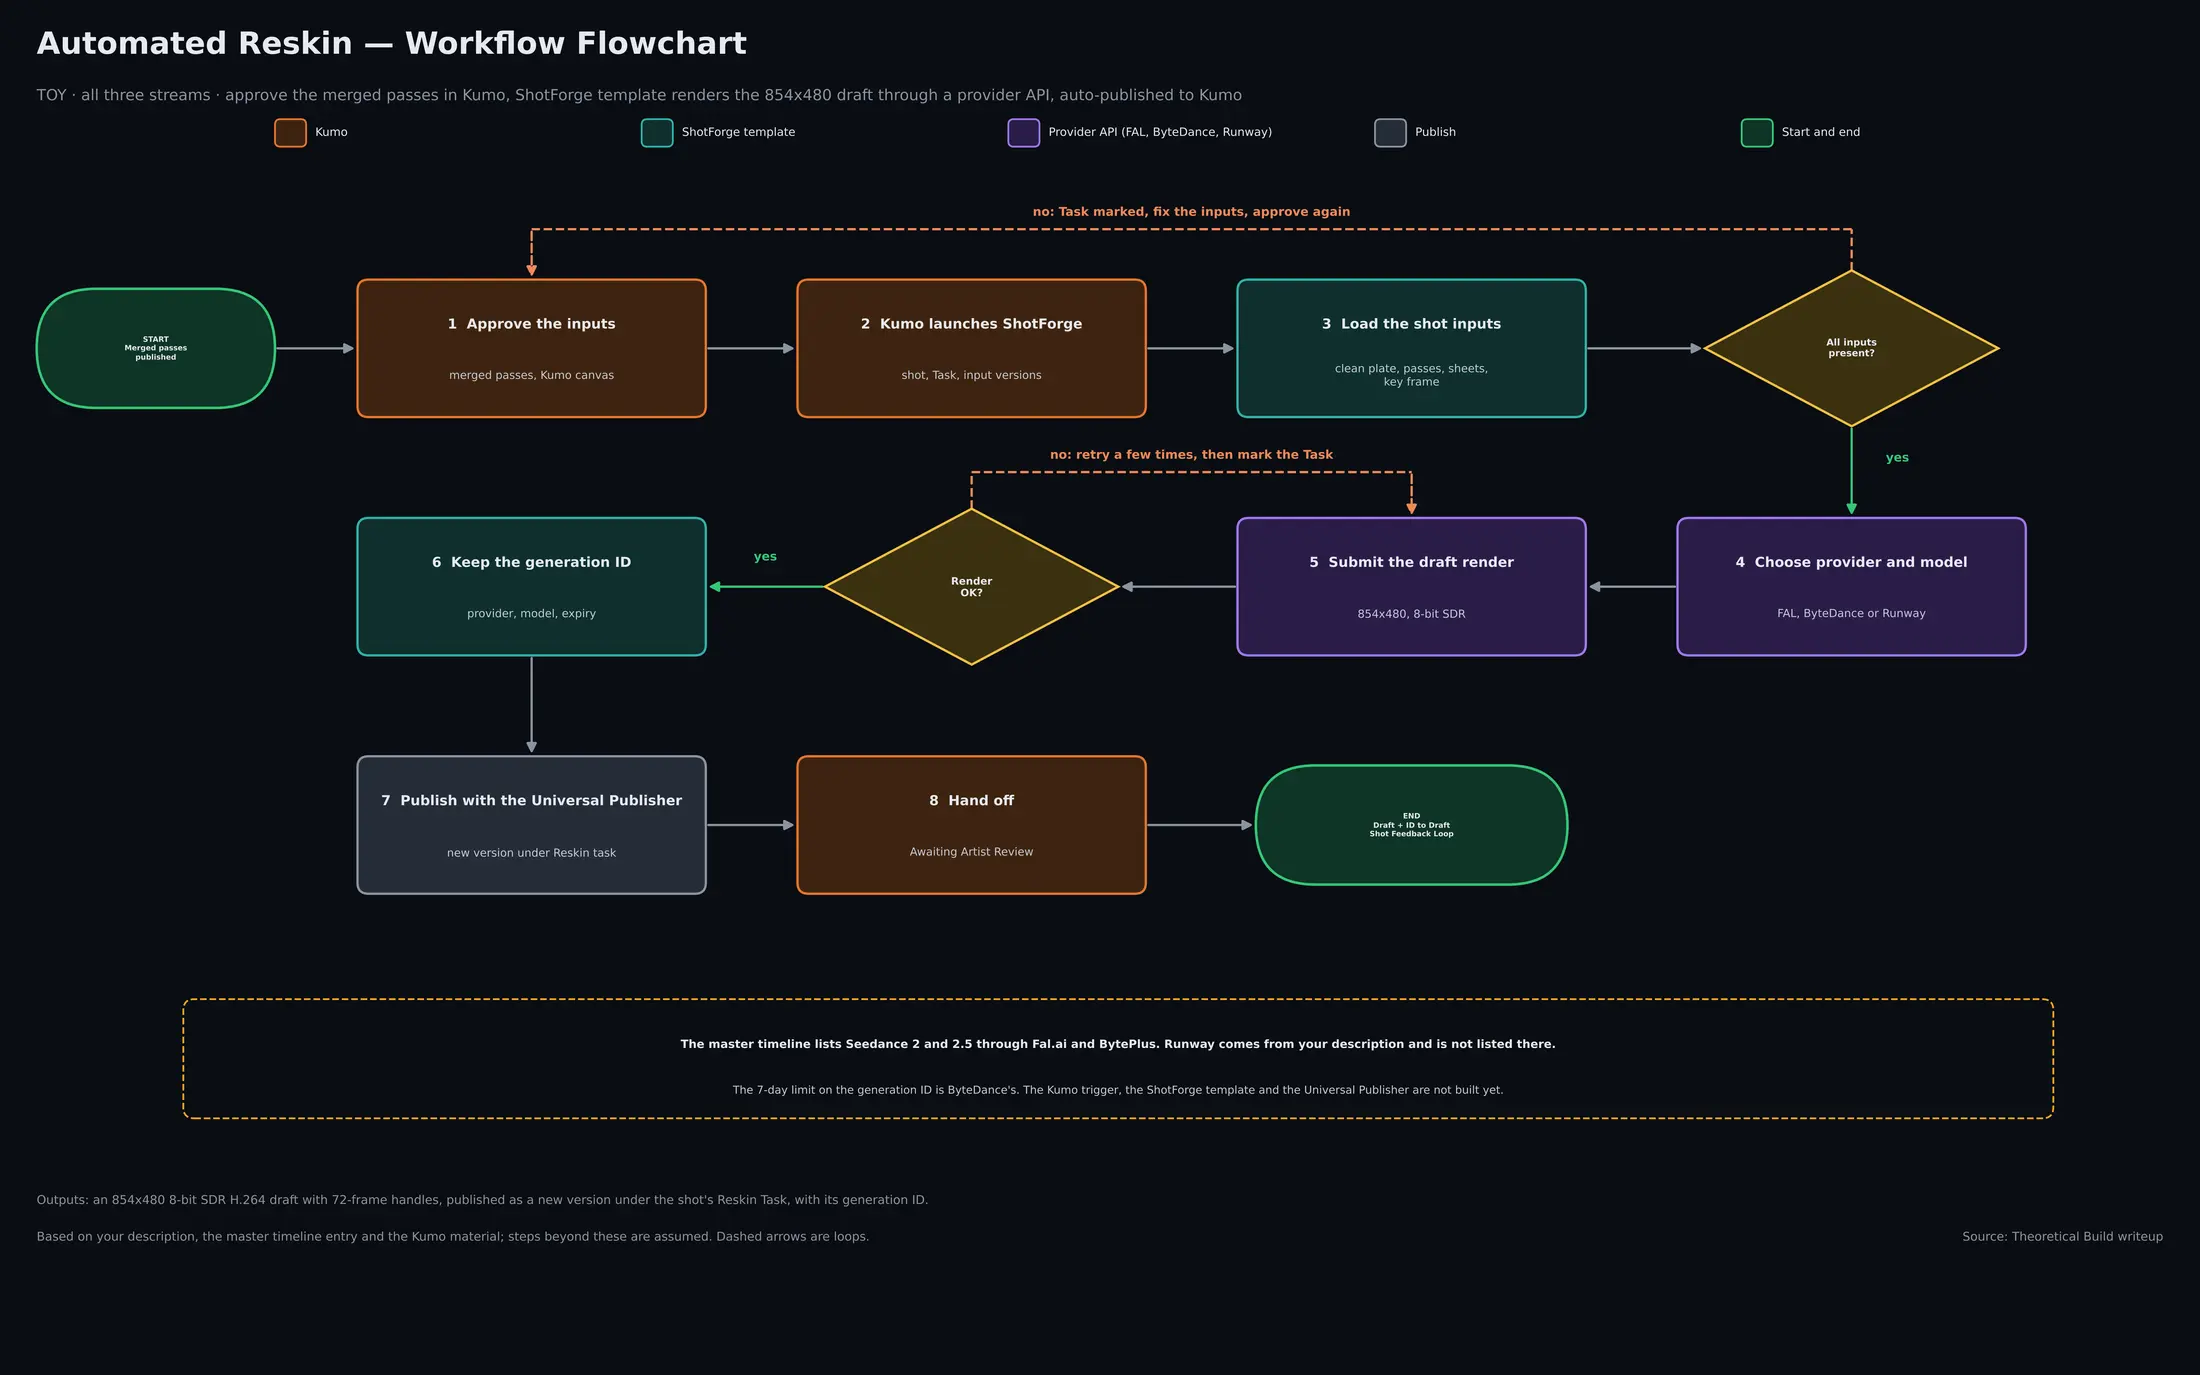 Automated Reskin — Workflow Flowchart
TOY · all three streams · approve the merged passes in Kumo, ShotForge template renders the 854x480 draft through a provider API, auto-published to Kumo
Kumo
ShotForge template
Provider API (FAL, ByteDance, Runway)
Publish
Start and end
no: Task marked, fix the inputs, approve again
START
Merged passes
published
1 Approve the inputs
merged passes, Kumo canvas
2 Kumo launches ShotForge
shot, Task, input versions
3 Load the shot inputs
clean plate, passes, sheets,
key frame
All inputs
present?
yes
no: retry a few times, then mark the Task
4 Choose provider and model
FAL, ByteDance or Runway
5 Submit the draft render
854x480, 8-bit SDR
Render
OK?
yes
6 Keep the generation ID
provider, model, expiry
7 Publish with the Universal Publisher
new version under Reskin task
8 Hand off
Awaiting Artist Review
END
Draft + ID to Draft
Shot Feedback Loop
The master timeline lists Seedance 2 and 2.5 through Fal.ai and BytePlus. Runway comes from your description and is not listed there.
The 7-day limit on the generation ID is ByteDance's. The Kumo trigger, the ShotForge template and the Universal Publisher are not built yet.
Outputs: an 854x480 8-bit SDR H.264 draft with 72-frame handles, published as a new version under the shot's Reskin Task, with its generation ID.
Based on your description, the master timeline entry and the Kumo material; steps beyond these are assumed. Dashed arrows are loops.
Source: Theoretical Build writeup